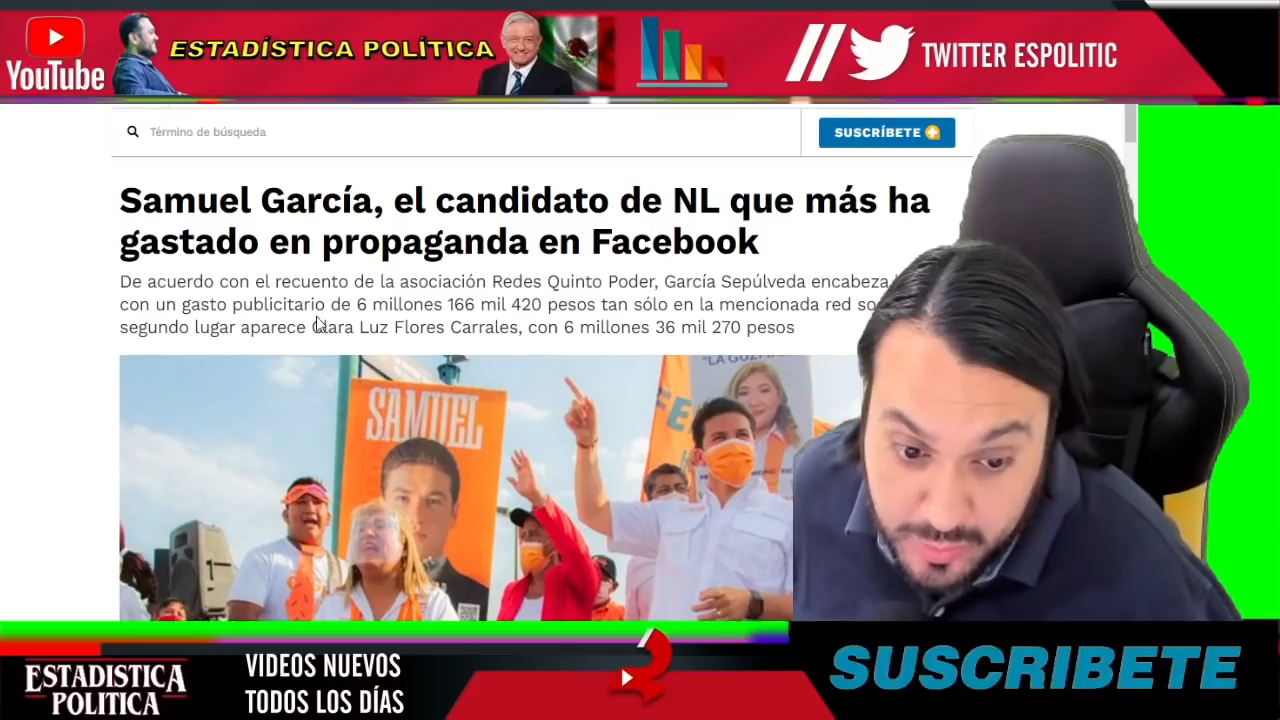 YouTube
ESTADÍSTICA POLÍTICA
TWITTER ESPOLITIC
Término de búsqueda
SUSCRÍBETE
Samuel García, el candidato de NL que más ha
gastado en propaganda en Facebook
De acuerdo con el recuento de la asociación Redes Quinto Poder, García Sepúlveda encabeza
con un gasto publicitario de 6 millones 166 mil 420 pesos tan sólo en la mencionada red
segundo lugar aparece Clara Luz Flores Carrales, con 6 millones 36 mil 270 pesos
SAMUEL
ESTADISTICA
POLÍTICA
VIDEOS NUEVOS
TODOS LOS DÍAS
SUSCRIBETE